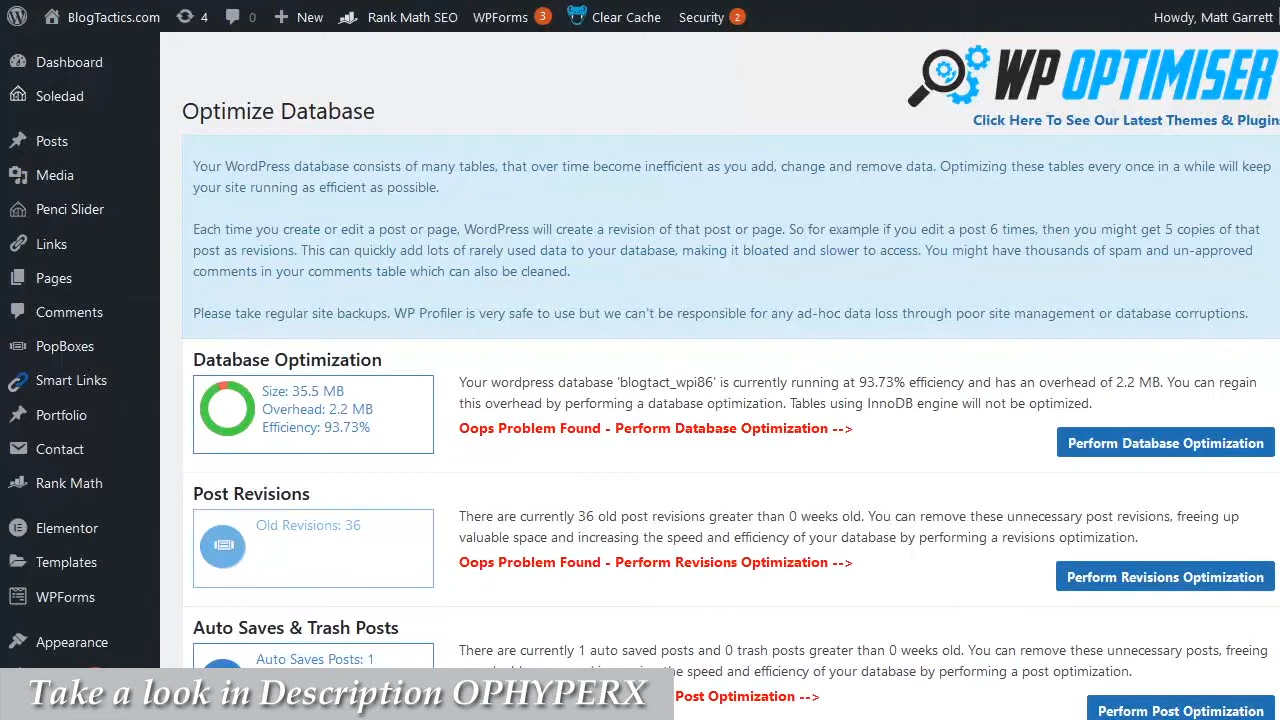 BlogTactics.com 4 0 New Rank Math SEO WPForms 3 Clear Cache Security 2 Howdy, Matt Garrett
Dashboard
Soledad
Posts
Media
Penci Slider
Links
Pages
Comments
PopBoxes
Smart Links
Portfolio
Contact
Rank Math
Elementor
Templates
WPForms
Appearance
WP OPTIMISER
Click Here To See Our Latest Themes & Plugins
Optimize Database
Your WordPress database consists of many tables, that over time become inefficient as you add, change and remove data. Optimizing these tables every once in a while will keep
your site running as efficient as possible.
Each time you create or edit a post or page, WordPress will create a revision of that post or page. So for example if you edit a post 6 times, then you might get 5 copies of that
post as revisions. This can quickly add lots of rarely used data to your database, making it bloated and slower to access. You might have thousands of spam and un-approved
comments in your comments table which can also be cleaned.
Please take regular site backups. WP Profiler is very safe to use but we can't be responsible for any ad-hoc data loss through poor site management or database corruptions.
Database Optimization
Size: 35.5 MB
Overhead: 2.2 MB
Efficiency: 93.73%
Your wordpress database 'blogtact_wpi86' is currently running at 93.73% efficiency and has an overhead of 2.2 MB. You can regain
this overhead by performing a database optimization. Tables using InnoDB engine will not be optimized.
Oops Problem Found - Perform Database Optimization -->
Perform Database Optimization
Post Revisions
Old Revisions: 36
There are currently 36 old post revisions greater than 0 weeks old. You can remove these unnecessary post revisions, freeing up
valuable space and increasing the speed and efficiency of your database by performing a revisions optimization.
Oops Problem Found - Perform Revisions Optimization -->
Perform Revisions Optimization
Auto Saves & Trash Posts
Auto Saves Posts: 1
There are currently 1 auto saved posts and 0 trash posts greater than 0 weeks old. You can remove these unnecessary posts, freeing
the speed and efficiency of your database by performing a post optimization.
Post Optimization -->
Perform Post Optimization
Take a look in Description OPHYPERX